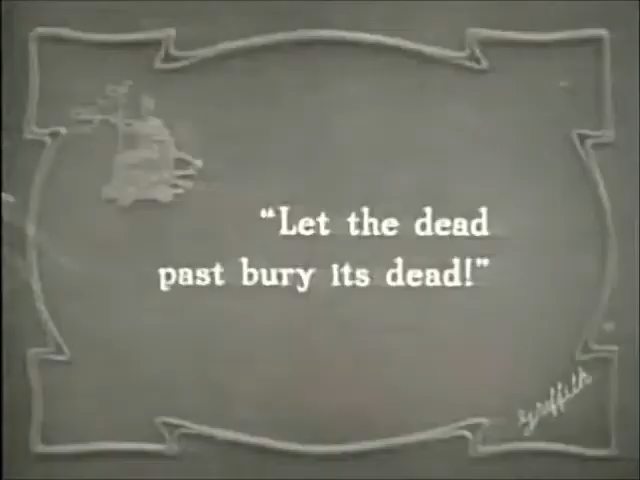 "Let the dead
past bury its dead!"
Griffith